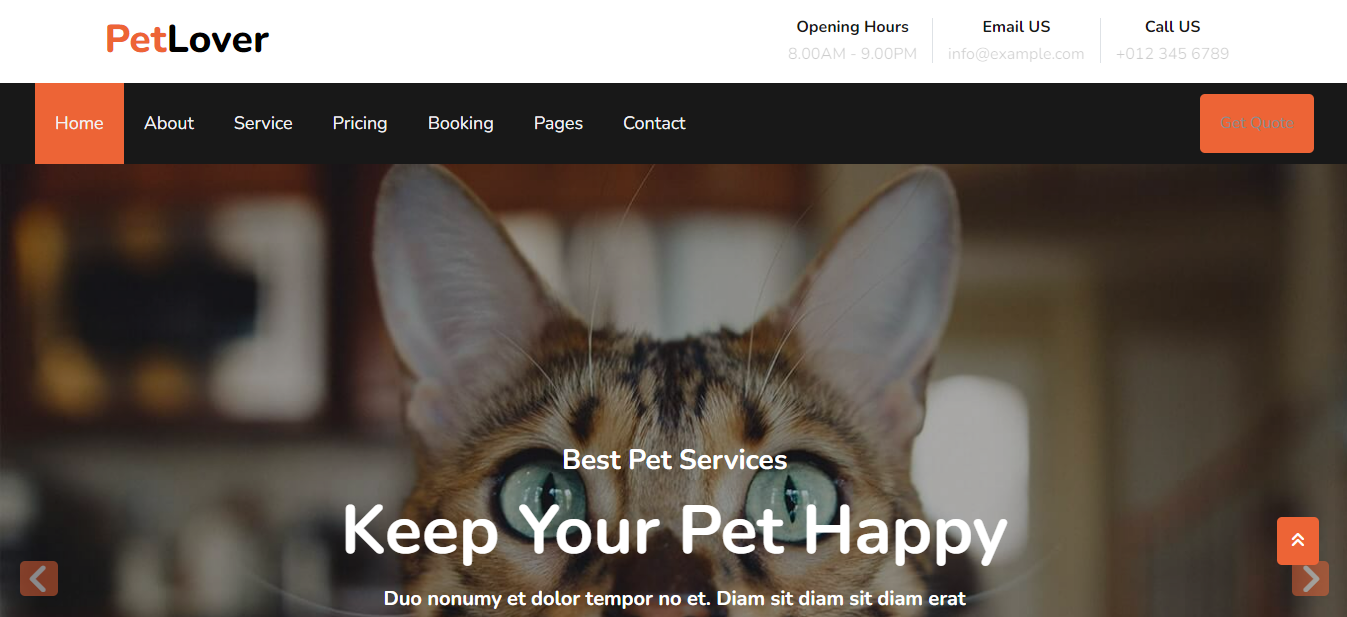 PetLover
Opening Hours
8.00AM - 9.00PM
Email US
info@example.com
Call US
+012 345 6789
Home
About
Service
Pricing
Booking
Pages
Contact
Get Quote
Best Pet Services
Keep Your Pet Happy
Duo nonumy et dolor tempor no et. Diam sit diam sit diam erat